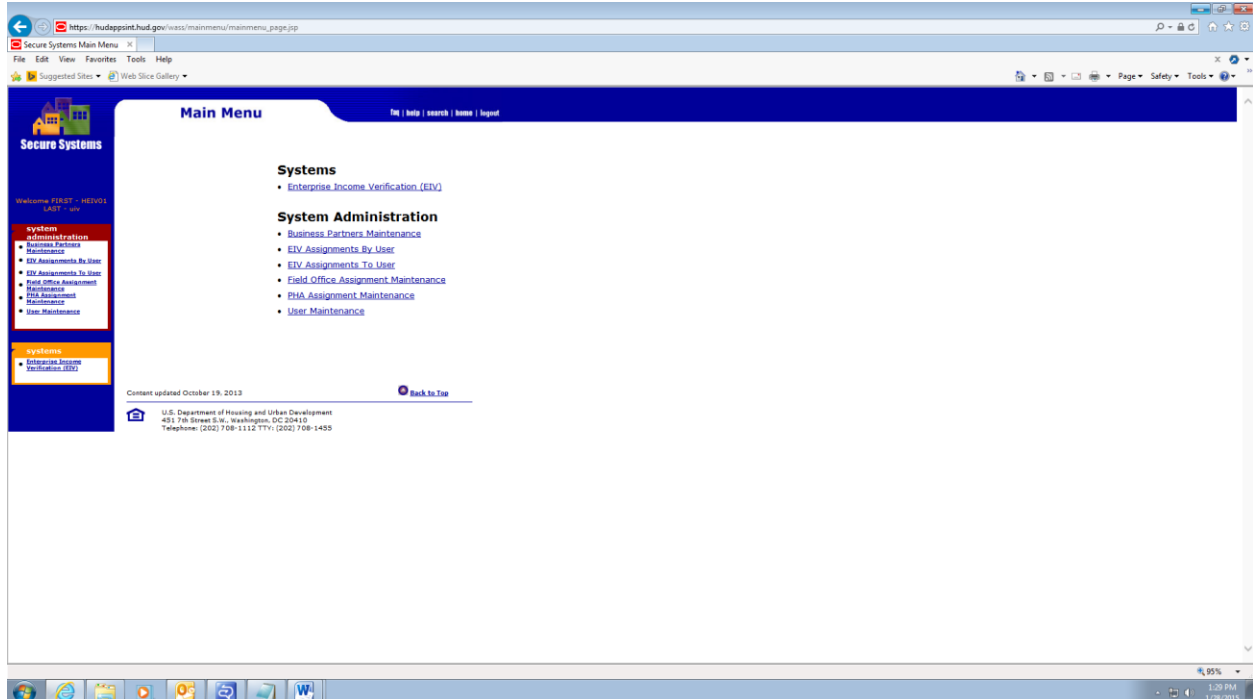 https://hudappsint.hud.gov/wass/mainmenu/mainmenu_page.jsp
Secure Systems Main Menu
File Edit View Favorites Tools Help
Suggested Sites Web Slice Gallery
Page Safety Tools
Main Menu
faq | help | search | home | logout
Secure Systems
Welcome FIRST - HEIV01
LAST - uiv
system
administration
Business Partners
Maintenance
EIV Assignments By User
EIV Assignments To User
Field Office Assignment
Maintenance
PHA Assignment
Maintenance
User Maintenance
systems
Enterprise Income
Verification (EIV)
Systems
• Enterprise Income Verification (EIV)
System Administration
• Business Partners Maintenance
• EIV Assignments By User
• EIV Assignments To User
• Field Office Assignment Maintenance
• PHA Assignment Maintenance
• User Maintenance
Content updated October 19, 2013
Back to Top
U.S. Department of Housing and Urban Development
451 7th Street S.W., Washington, DC 20410
Telephone: (202) 708-1112 TTY: (202) 708-1455
95%
1:29 PM
1/28/2015